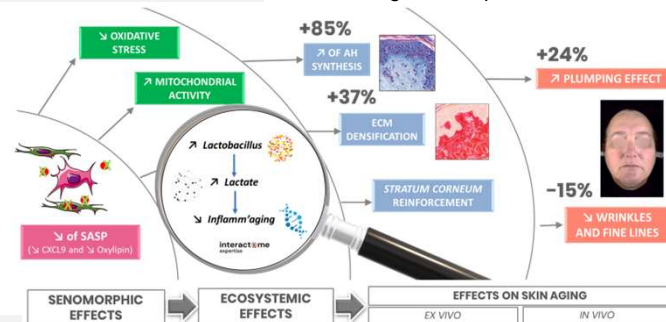 ↘ OXIDATIVE
STRESS
↗ MITOCHONDRIAL
ACTIVITY
↘ of SASP
(↘ CXCL9 and ↘ Oxylipin)
↗ Lactobacillus
↗ Lactate
↘ Inflamm'aging
interactome
expertise
+85%
↗ OF AH
SYNTHESIS
+37%
ECM
DENSIFICATION
STRATUM CORNEUM
REINFORCEMENT
+24%
↗ PLUMPING EFFECT
-15%
↘ WRINKLES
AND FINE LINES
SENOMORPHIC
EFFECTS
ECOSYSTEMIC
EFFECTS
EFFECTS ON SKIN AGING
EX VIVO
IN VIVO